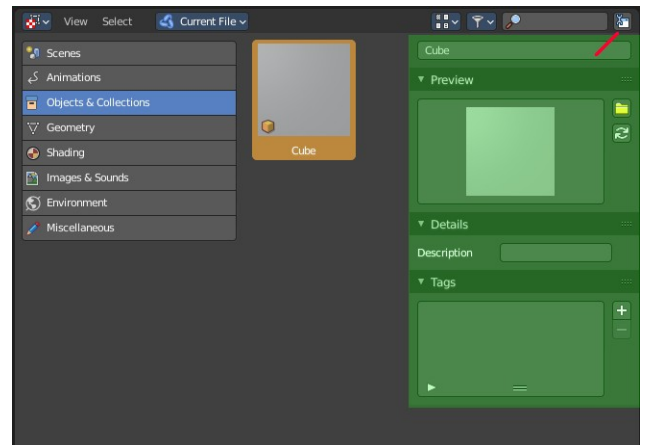 View Select Current File
Scenes
Animations
Objects & Collections
Geometry
Shading
Images & Sounds
Environment
Miscellaneous
Cube
Cube
Preview
Details
Description
Tags